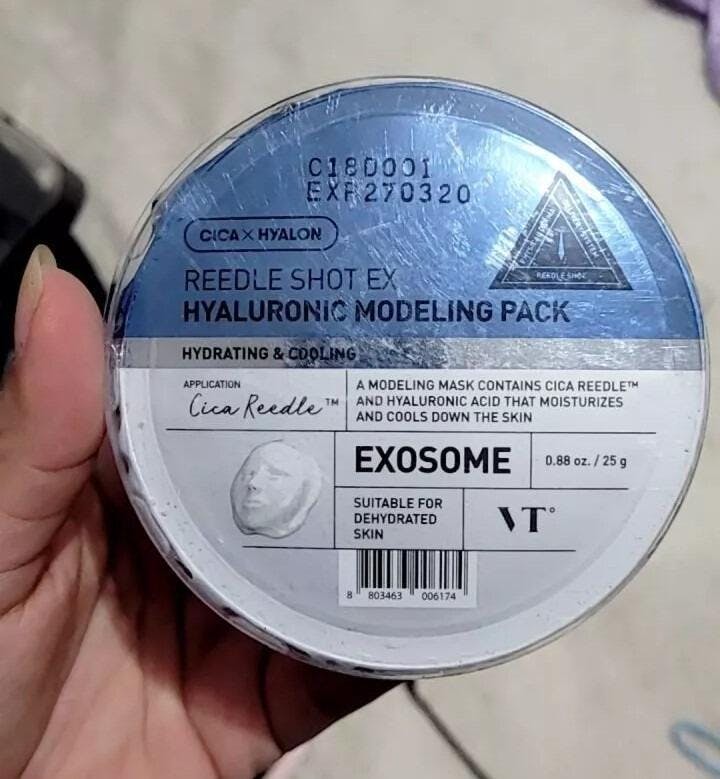 C18D001
EXP 270320
CICA × HYALON
REEDLE SHOT EX
HYALURONIC MODELING PACK
REEDLE SHOT
HYDRATING & COOLING
APPLICATION
Cica Reedle™
A MODELING MASK CONTAINS CICA REEDLE™
AND HYALURONIC ACID THAT MOISTURIZES
AND COOLS DOWN THE SKIN
EXOSOME
0.88 oz. / 25 g
SUITABLE FOR
DEHYDRATED
SKIN
VT°
8 803463 006174